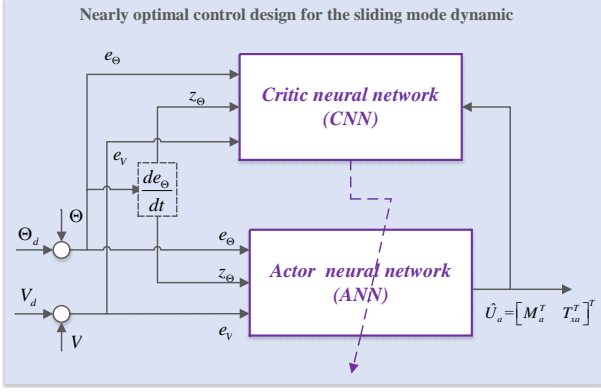 Nearly optimal control design for the sliding mode dynamic
e_Θ
z_Θ
Critic neural network
(CNN)
e_V
de_Θ
dt
Θ
Θ_d
e_Θ
z_Θ
Actor neural network
(ANN)
V_d
V
e_V
Û_a=[M_a^T T_xa^T]^T